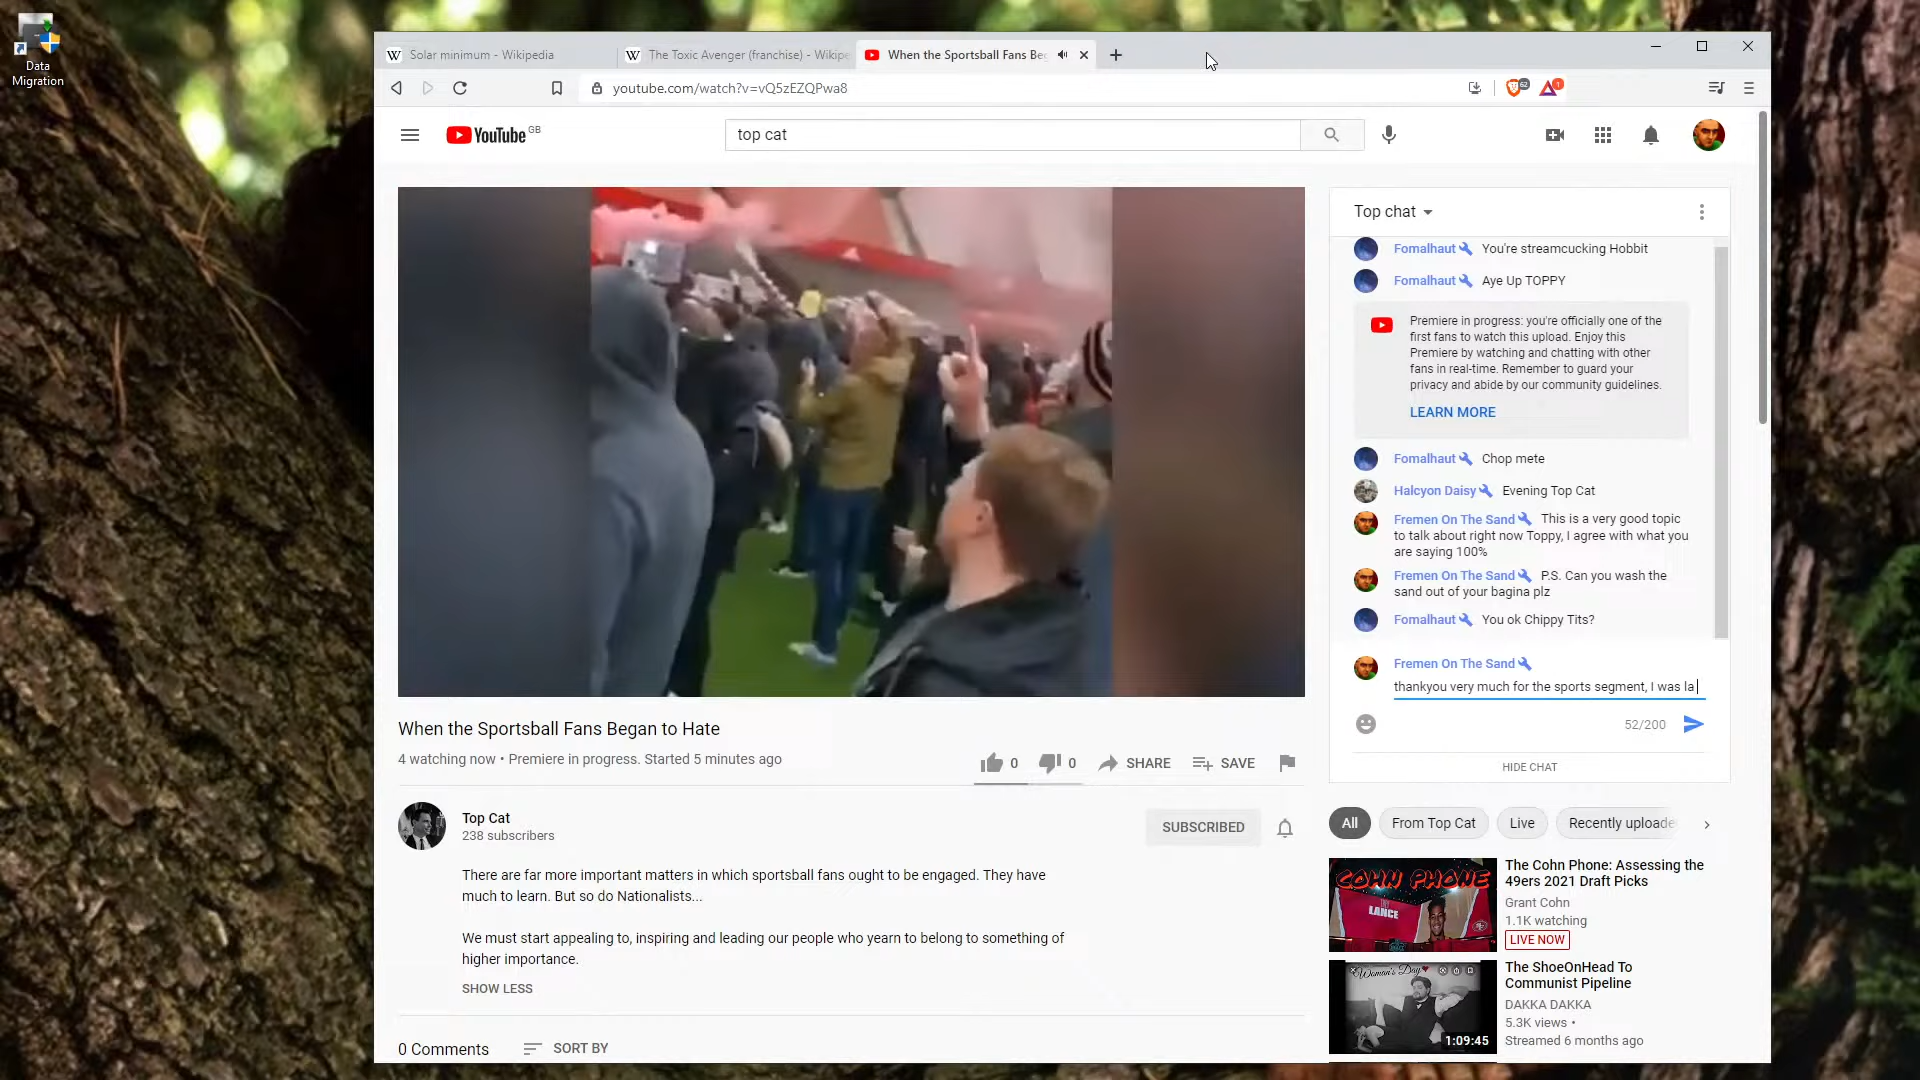 Data
Migration
Solar minimum - Wikipedia
The Toxic Avenger (franchise) - Wikipe
When the Sportsball Fans Be
youtube.com/watch?v=vQ5zEZQPwa8
62
1
YouTube GB
top cat
Top chat
Fomalhaut You're streamcucking Hobbit
Fomalhaut Aye Up TOPPY
Premiere in progress: you're officially one of the
first fans to watch this upload. Enjoy this
Premiere by watching and chatting with other
fans in real-time. Remember to guard your
privacy and abide by our community guidelines.
LEARN MORE
Fomalhaut Chop mete
Halcyon Daisy Evening Top Cat
Fremen On The Sand This is a very good topic
to talk about right now Toppy, I agree with what you
are saying 100%
Fremen On The Sand P.S. Can you wash the
sand out of your bagina plz
Fomalhaut You ok Chippy Tits?
Fremen On The Sand
thankyou very much for the sports segment, I was la
52/200
HIDE CHAT
When the Sportsball Fans Began to Hate
4 watching now • Premiere in progress. Started 5 minutes ago
0
0
SHARE
SAVE
Top Cat
238 subscribers
SUBSCRIBED
There are far more important matters in which sportsball fans ought to be engaged. They have
much to learn. But so do Nationalists...
We must start appealing to, inspiring and leading our people who yearn to belong to something of
higher importance.
SHOW LESS
0 Comments
SORT BY
All
From Top Cat
Live
Recently uploade
COHN PHONE
LANCE
The Cohn Phone: Assessing the
49ers 2021 Draft Picks
Grant Cohn
1.1K watching
LIVE NOW
Woman's Day
1:09:45
The ShoeOnHead To
Communist Pipeline
DAKKA DAKKA
5.3K views •
Streamed 6 months ago